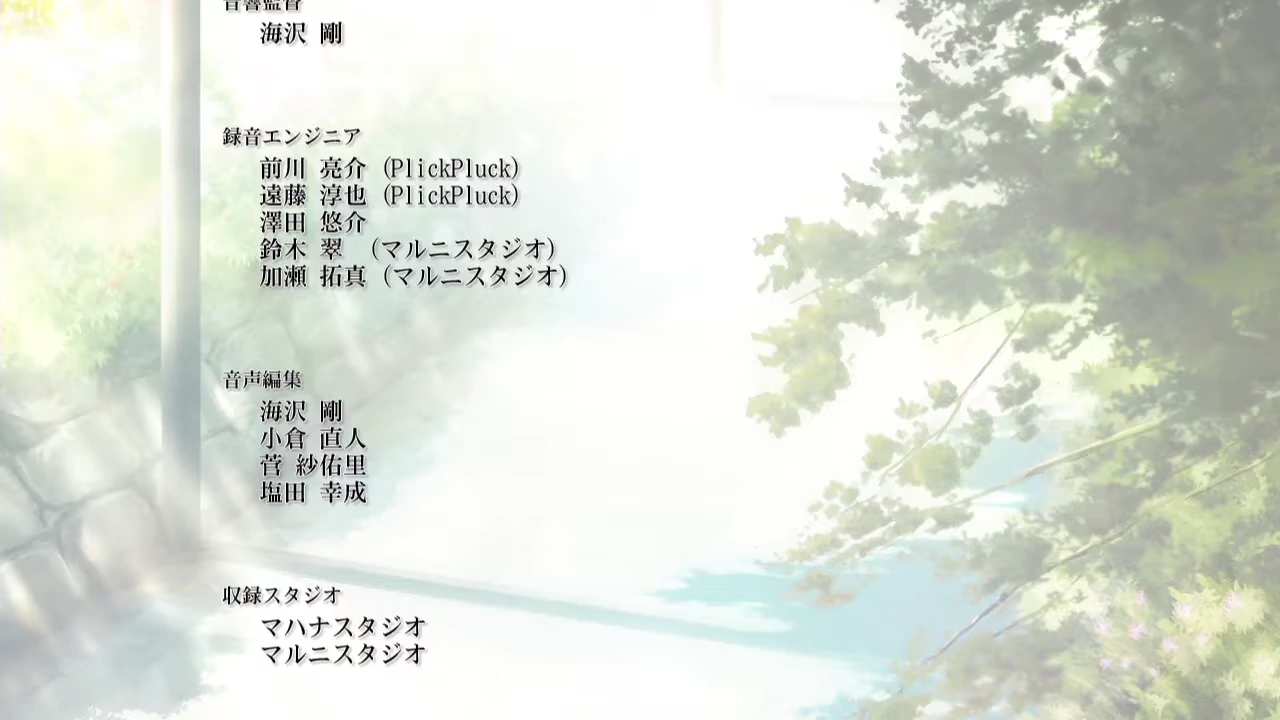 音響監督
海沢 剛
録音エンジニア
前川 亮介 (PlickPluck)
遠藤 淳也 (PlickPluck)
澤田 悠介
鈴木 翠 （マルニスタジオ）
加瀬 拓真（マルニスタジオ）
音声編集
海沢 剛
小倉 直人
菅 紗佑里
塩田 幸成
収録スタジオ
マハナスタジオ
マルニスタジオ